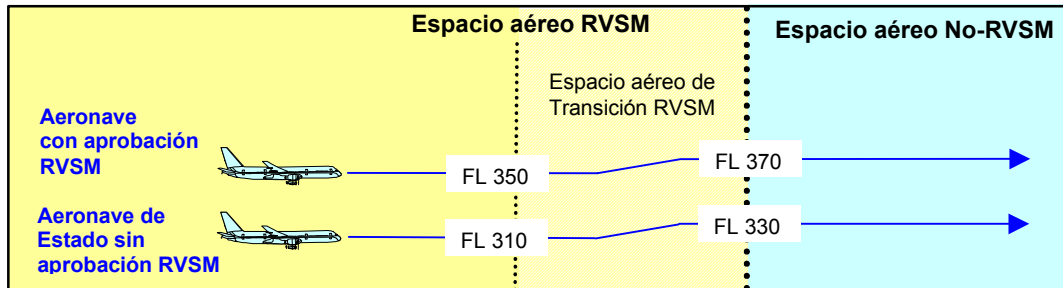 Espacio aéreo RVSM
Espacio aéreo No-RVSM
Espacio aéreo de
Transición RVSM
Aeronave
con aprobación
RVSM
FL 350
FL 370
Aeronave de
Estado sin
aprobación RVSM
FL 310
FL 330